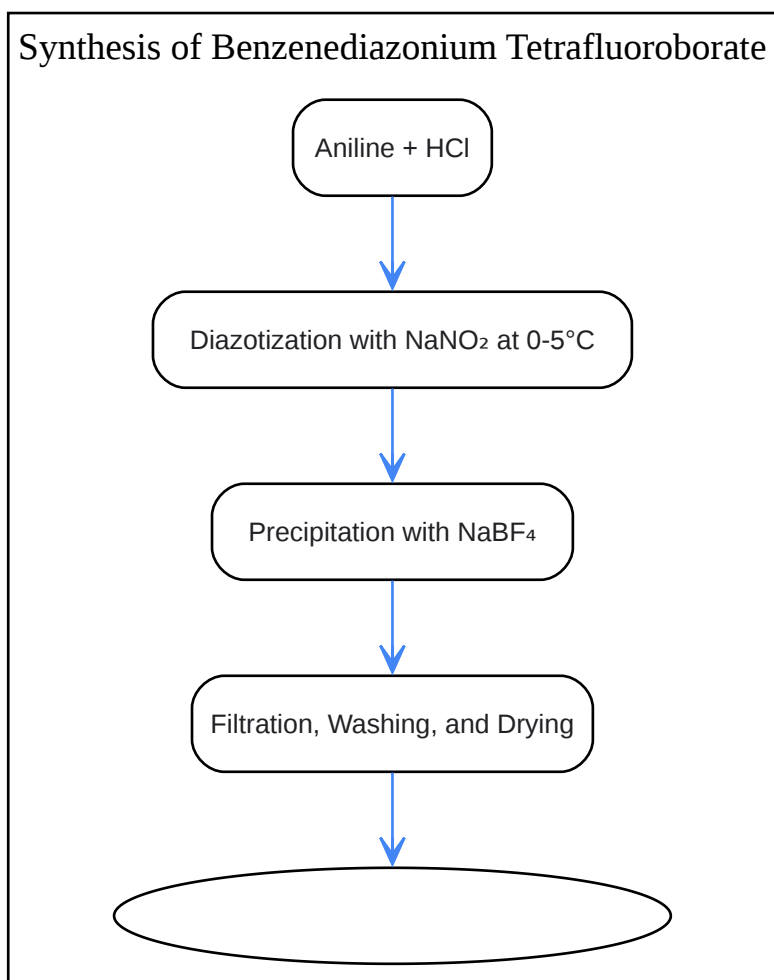 Synthesis of Benzenediazonium Tetrafluoroborate
Aniline + HCl
Diazotization with NaNO₂ at 0-5°C
Precipitation with NaBF₄
Filtration, Washing, and Drying